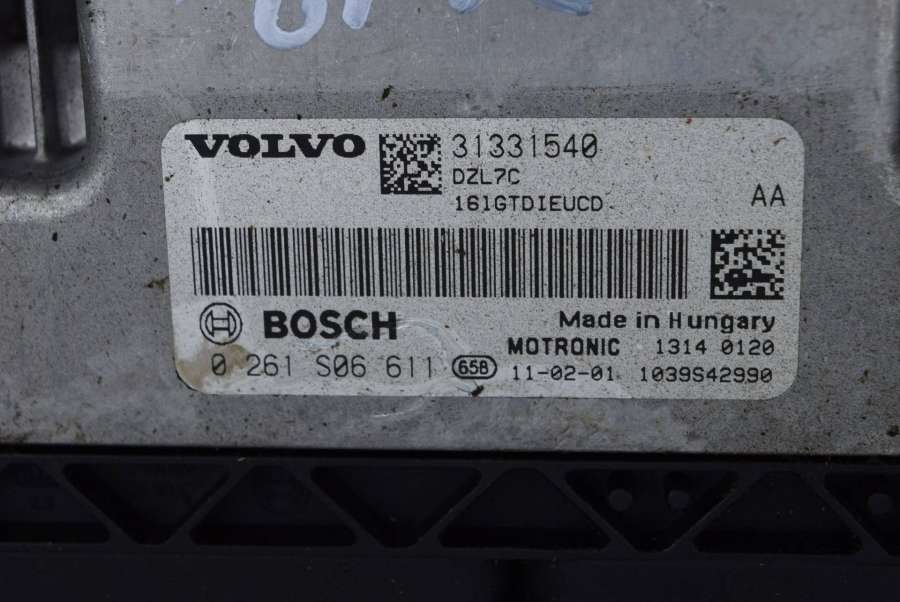 VOLVO 31331540
DZL7C
161GTDIEUCD
AA
BOSCH
Made in Hungary
MOTRONIC 1314 0120
0 261 S06 611 658 11-02-01 1039S42990